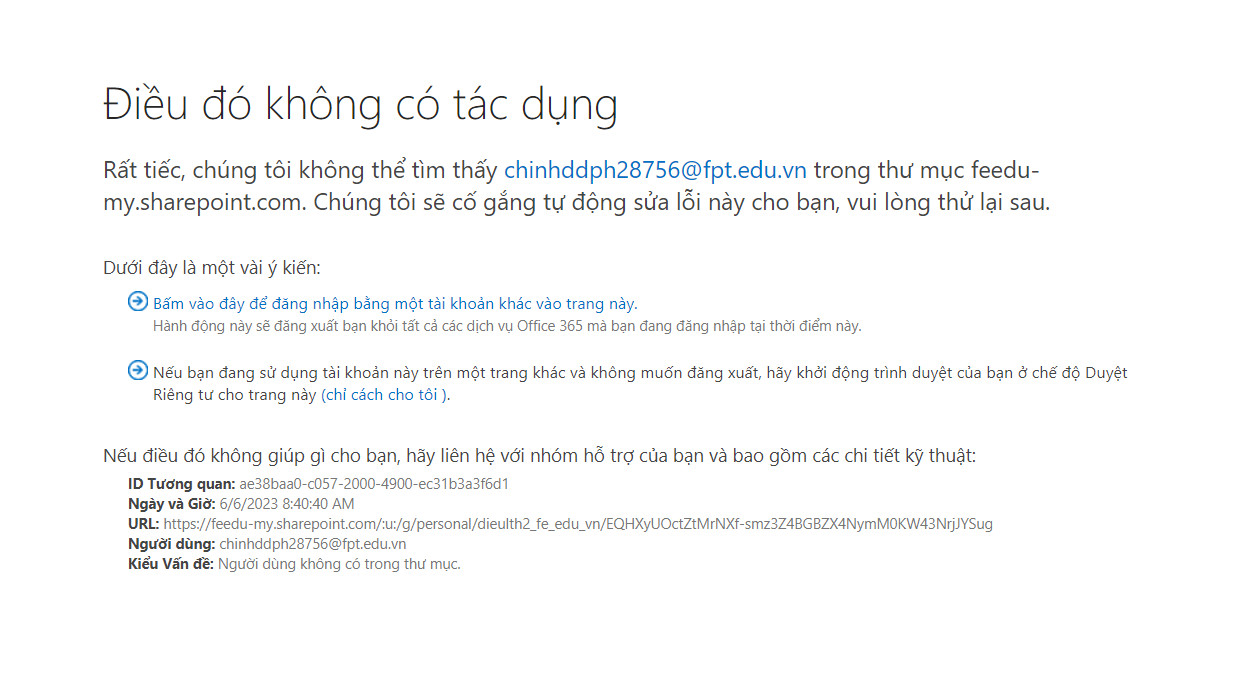 Điều đó không có tác dụng
Rất tiếc, chúng tôi không thể tìm thấy chinhddph28756@fpt.edu.vn trong thư mục feedu-
my.sharepoint.com. Chúng tôi sẽ cố gắng tự động sửa lỗi này cho bạn, vui lòng thử lại sau.
Dưới đây là một vài ý kiến:
Bấm vào đây để đăng nhập bằng một tài khoản khác vào trang này.
Hành động này sẽ đăng xuất bạn khỏi tất cả các dịch vụ Office 365 mà bạn đang đăng nhập tại thời điểm này.
Nếu bạn đang sử dụng tài khoản này trên một trang khác và không muốn đăng xuất, hãy khởi động trình duyệt của bạn ở chế độ Duyệt
Riêng tư cho trang này (chỉ cách cho tôi ).
Nếu điều đó không giúp gì cho bạn, hãy liên hệ với nhóm hỗ trợ của bạn và bao gồm các chi tiết kỹ thuật:
ID Tương quan: ae38baa0-c057-2000-4900-ec31b3a3f6d1
Ngày và Giờ: 6/6/2023 8:40:40 AM
URL: https://feedu-my.sharepoint.com/:u:/g/personal/dieulth2_fe_edu_vn/EQHXyUOctZtMrNXf-smz3Z4BGBZX4NymM0KW43NrjJYSug
Người dùng: chinhddph28756@fpt.edu.vn
Kiểu Vấn đề: Người dùng không có trong thư mục.